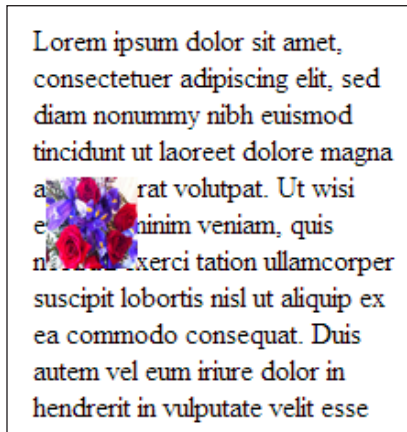 Lorem ipsum dolor sit amet,
consectetuer adipiscing elit, sed
diam nonummy nibh euismod
tincidunt ut laoreet dolore magna
volutpat. Ut wisi
veniam, quis
exerci tation ullamcorper
suscipit lobortis nisl ut aliquip ex
ea commodo consequat. Duis
autem vel eum iriure dolor in
hendrerit in vulputate velit esse